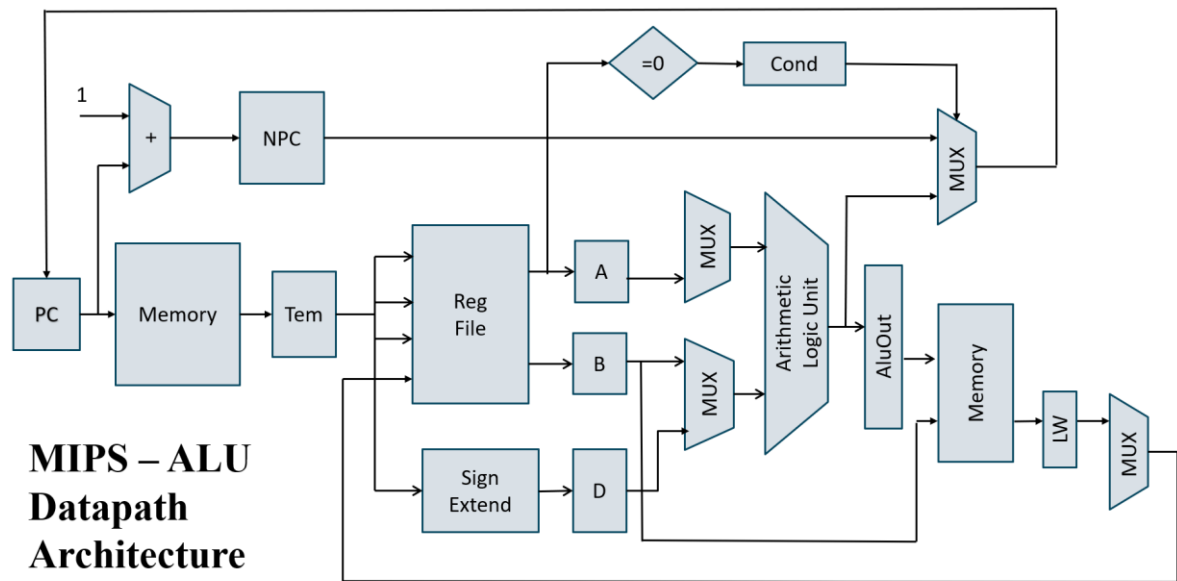 =0
Cond
1
+
NPC
MUX
MUX
PC
Memory
Tem
Reg
File
A
B
MUX
Arithmetic
Logic Unit
AluOut
Memory
LW
MUX
Sign
Extend
D
MIPS – ALU
Datapath
Architecture